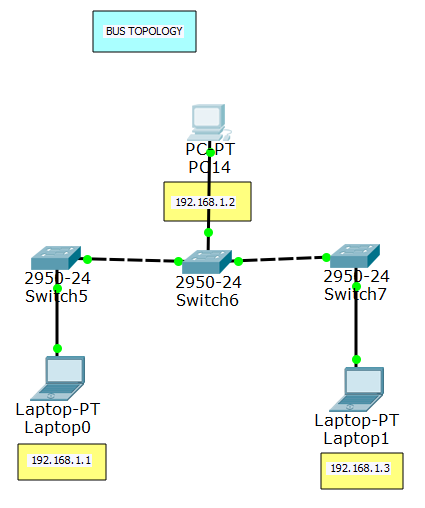 BUS TOPOLOGY
PC-PT
PC14
192.168.1.2
2950-24
Switch5
2950-24
Switch6
2950-24
Switch7
Laptop-PT
Laptop0
192.168.1.1
Laptop-PT
Laptop1
192.168.1.3